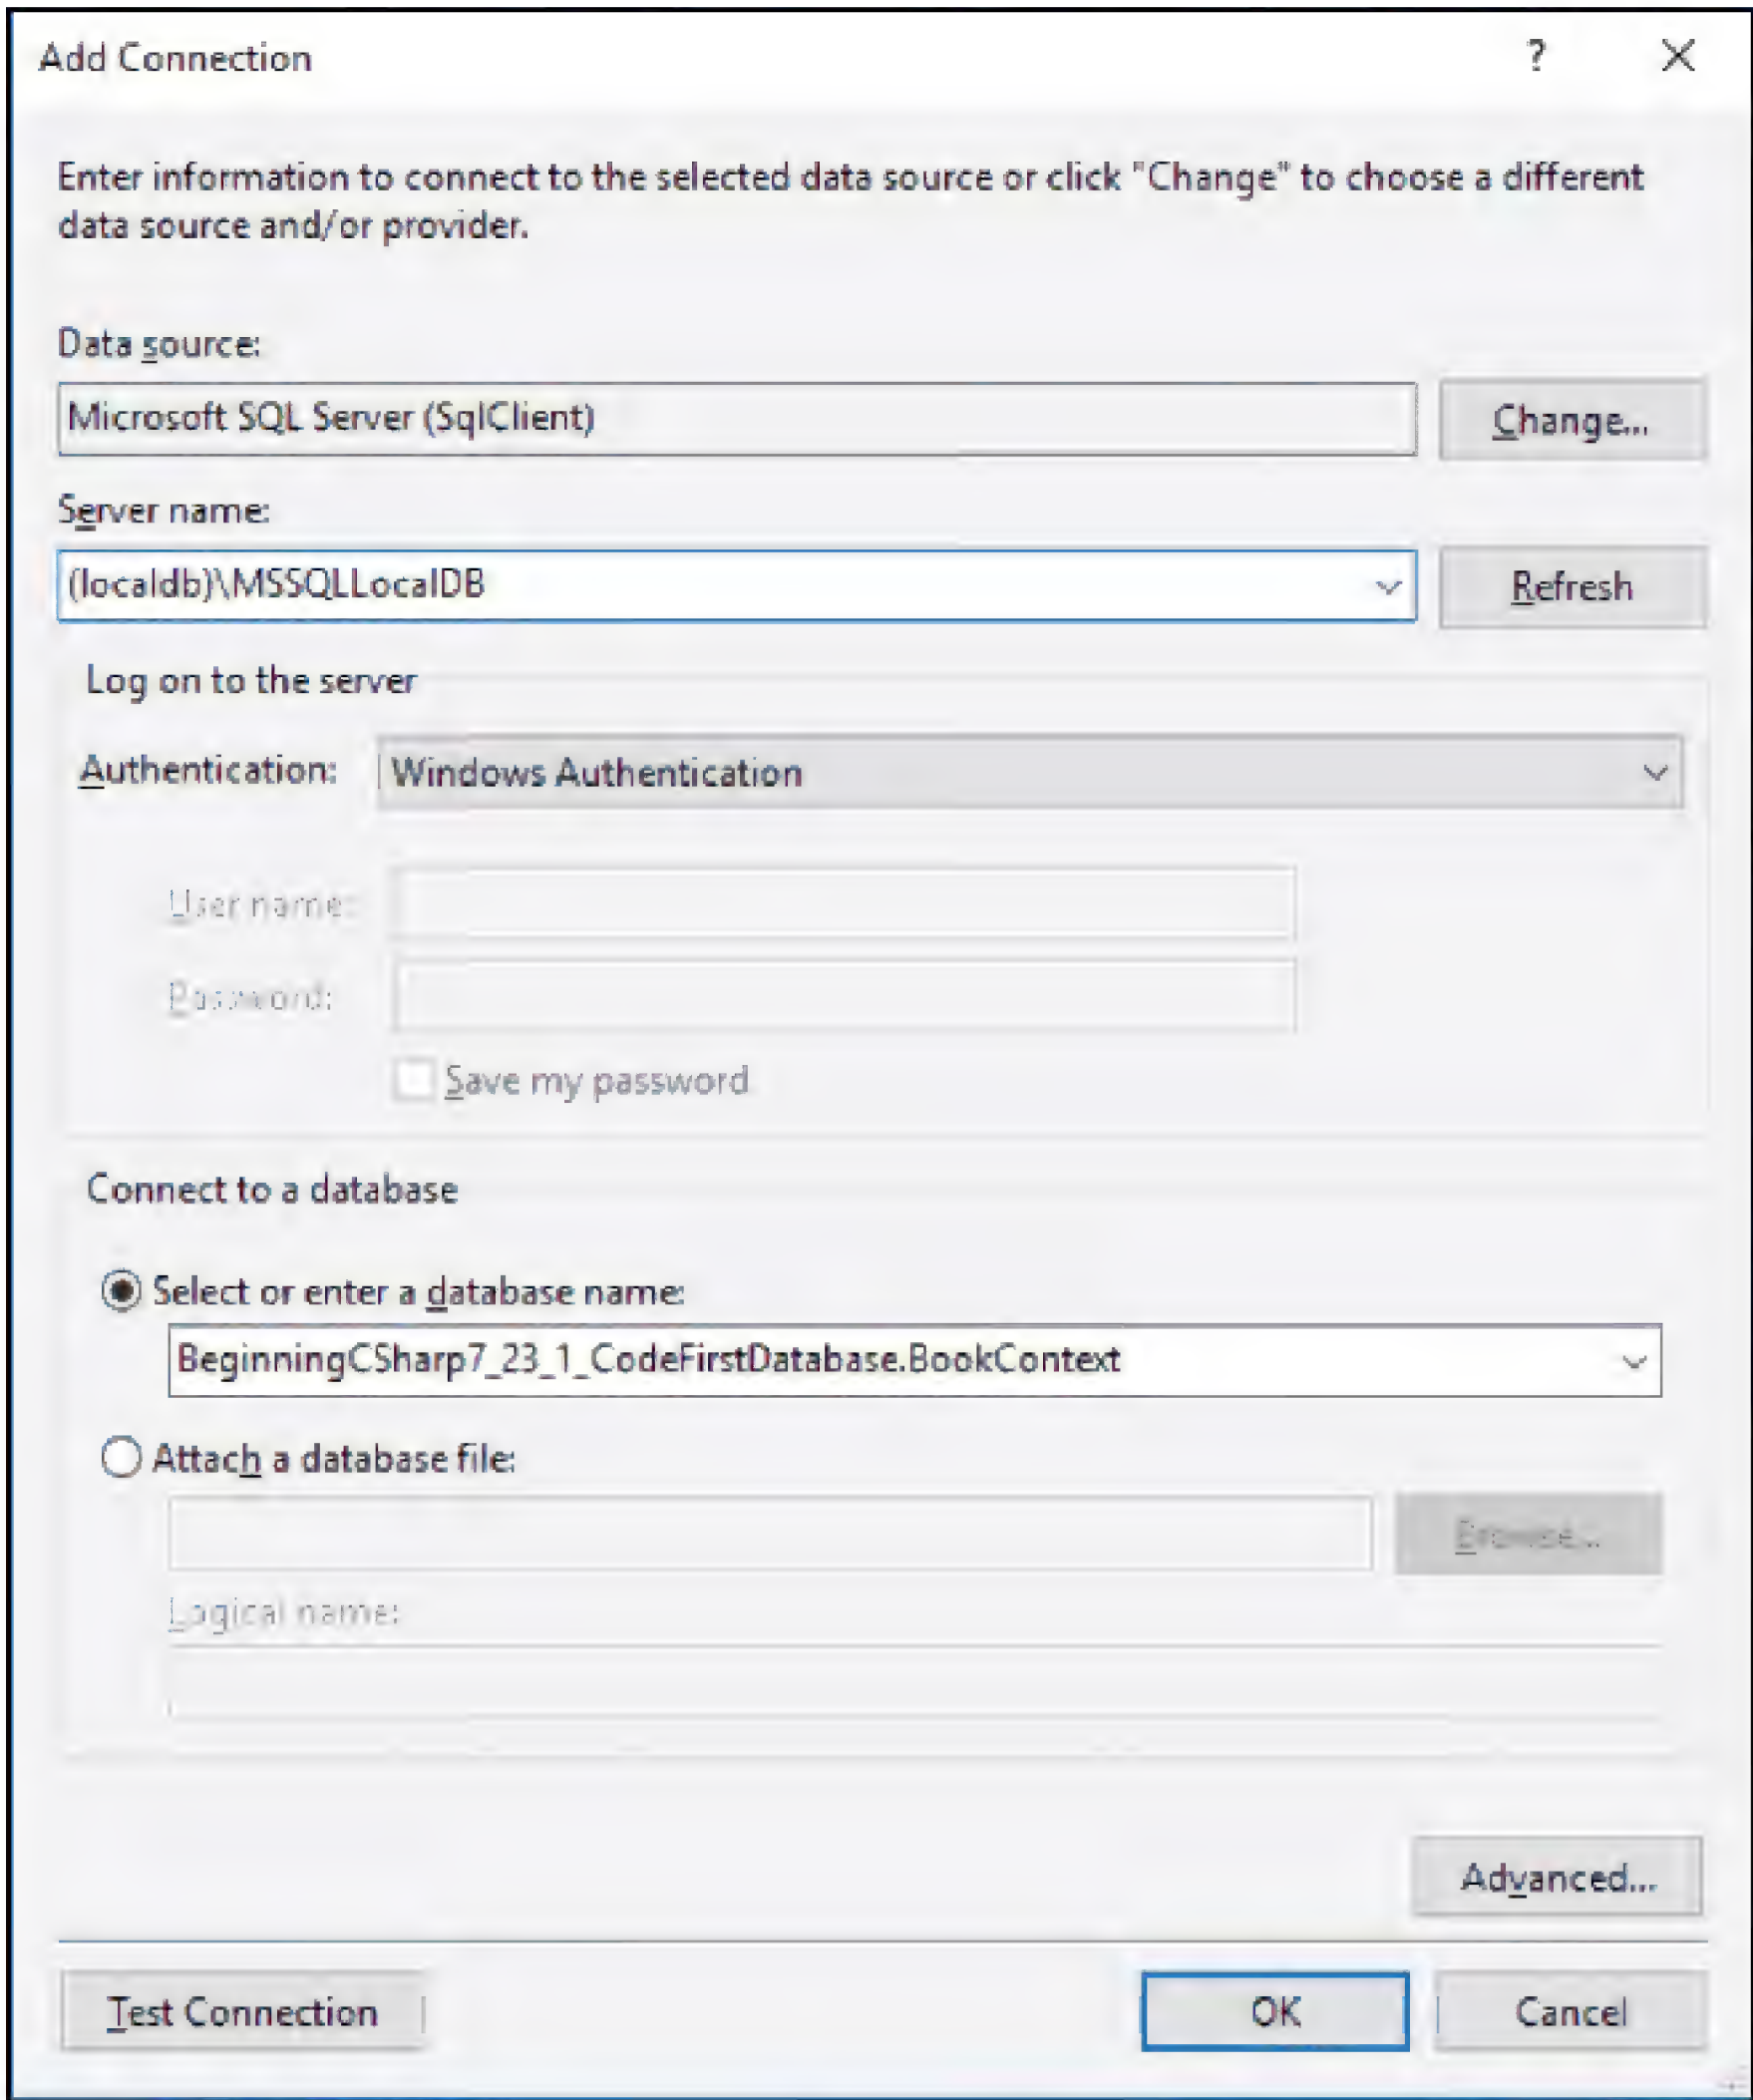 Add Connection
?
Enter information to connect to the selected data source or click "Change" to choose a different
data source and/or provider.
Data source:
Microsoft SQL Server (SqlClient)
Change...
Server name:
(localdb)\MSSQLLocalDB
Refresh
Log on to the server
Authentication:
Windows Authentication
User name:
Password:
Save my password
Connect to a database
Select or enter a database name:
BeginningCSharp7_23_1_CodeFirstDatabase.BookContext
Attach a database file:
Browse...
Logical name:
Advanced...
Test Connection
OK
Cancel